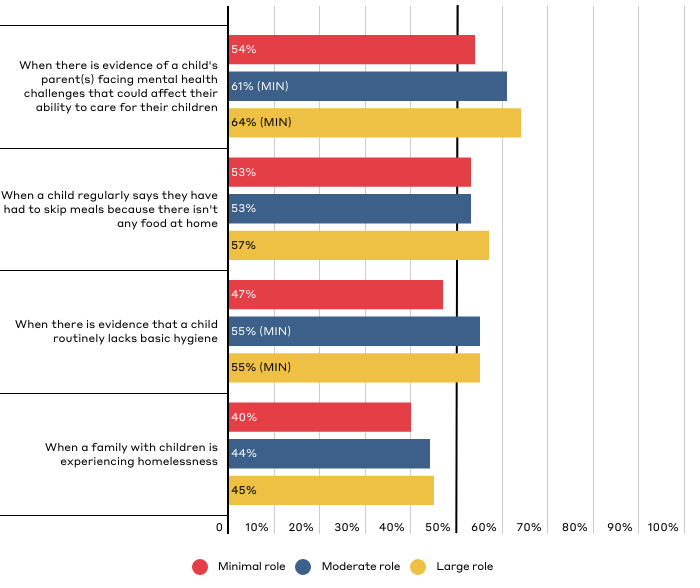 When there is evidence of a child's
parent(s) facing mental health
challenges that could affect their
ability to care for their children
54%
61% (MIN)
64% (MIN)
When a child regularly says they have
had to skip meals because there isn't
any food at home
53%
53%
57%
When there is evidence that a child
routinely lacks basic hygiene
47%
55% (MIN)
55% (MIN)
When a family with children is
experiencing homelessness
40%
44%
45%
0 10% 20% 30% 40% 50% 60% 70% 80% 90% 100%
Minimal role Moderate role Large role